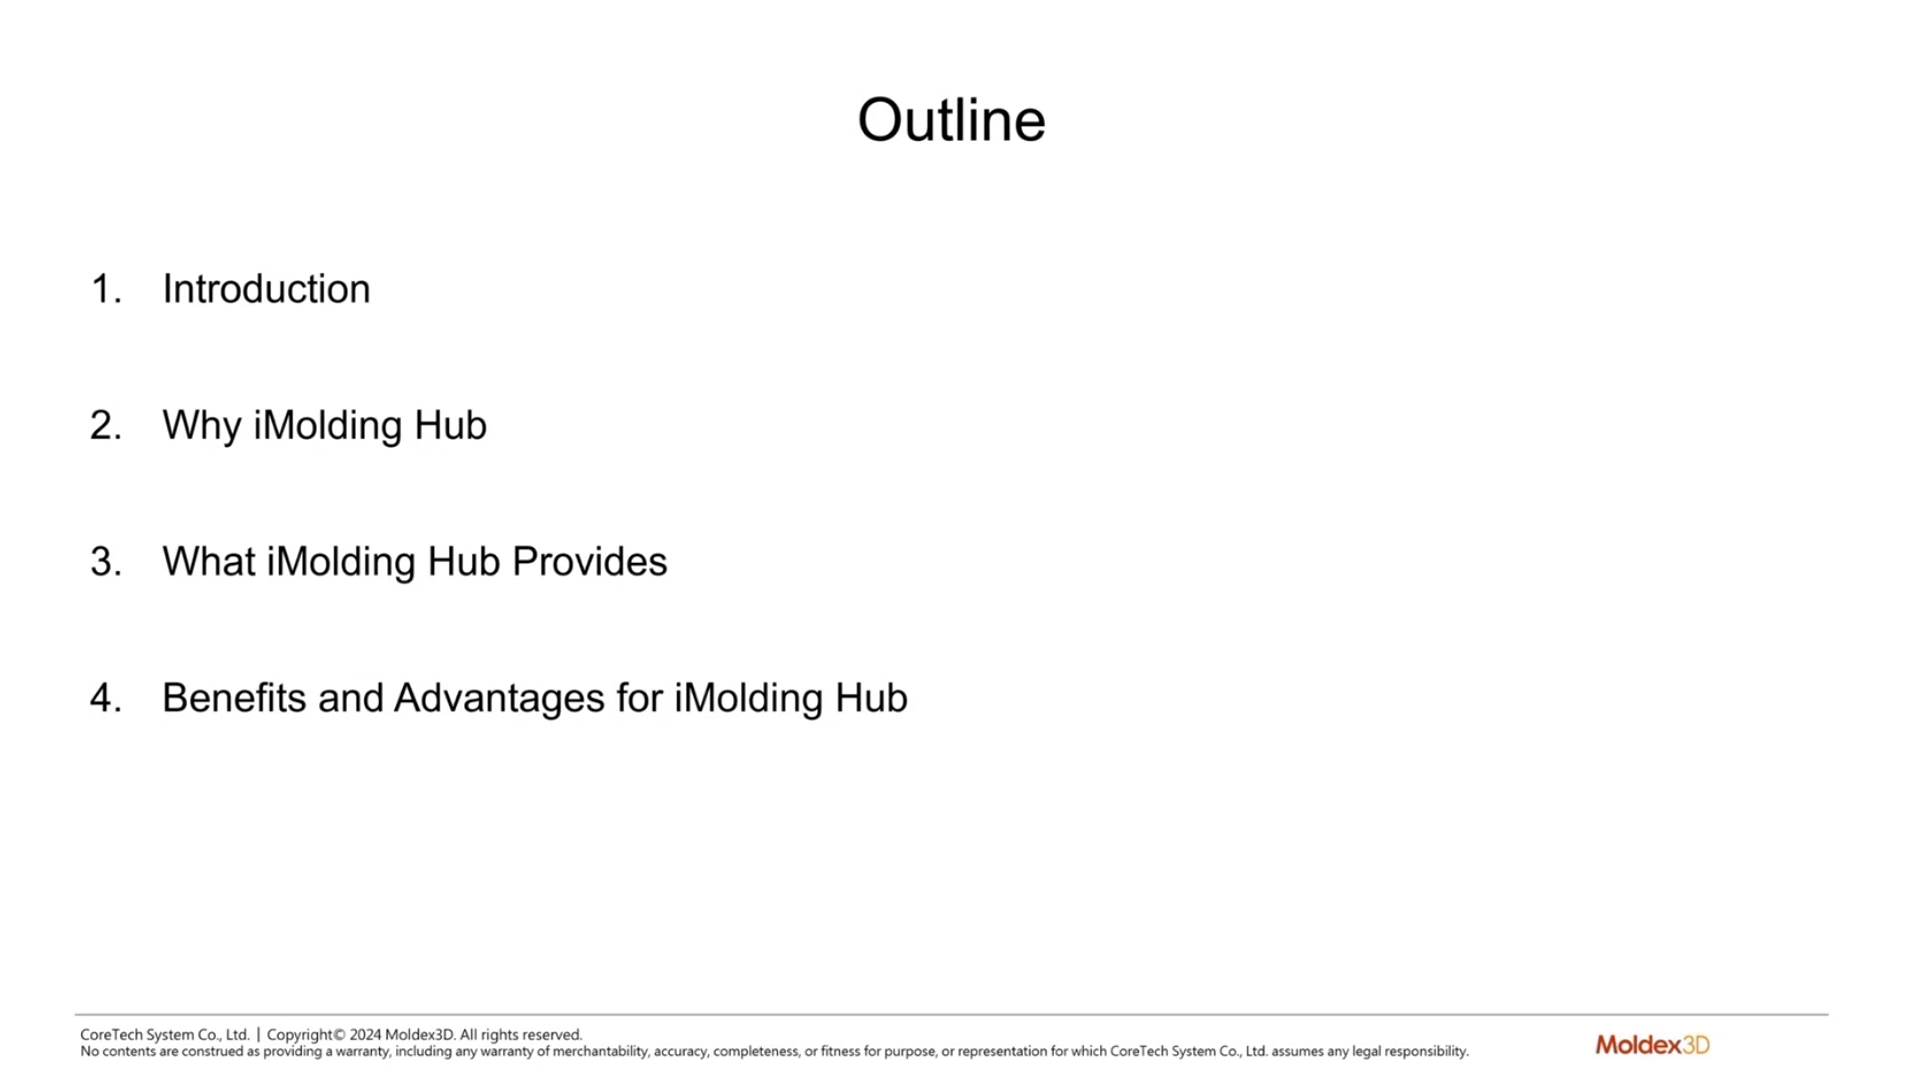 Outline
1. Introduction
2. Why iMolding Hub
3. What iMolding Hub Provides
4. Benefits and Advantages for iMolding Hub
CoreTech System Co., Ltd. | Copyright© 2024 Moldex3D. All rights reserved.
No contents are construed as providing a warranty, including any warranty of merchantability, accuracy, completeness, or fitness for purpose, or representation for which CoreTech System Co., Ltd. assumes any legal responsibility.
Moldex3D